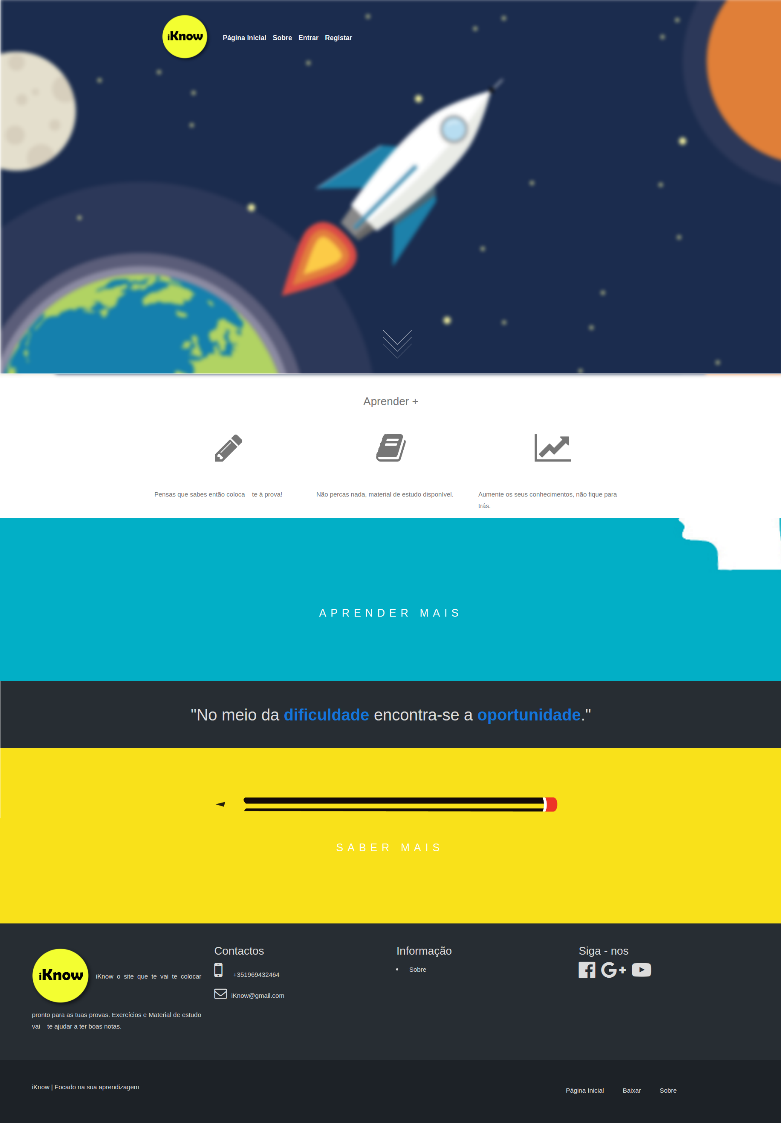 iKnow
Página Inicial Sobre Entrar Registar
Aprender +
Pensas que sabes então coloca te à prova!
Não percas nada, material de estudo disponível.
Aumente os seus conhecimentos, não fique para
trás.
APRENDER MAIS
"No meio da dificuldade encontra-se a oportunidade."
SABER MAIS
iKnow
iKnow o site que te vai te colocar
pronto para as tuas provas. Exercícios e Material de estudo
vai te ajudar a ter boas notas.
Contactos
+351969432464
iKnow@gmail.com
Informação
Sobre
Siga - nos
iKnow | Focado na sua aprendizagem
Página Inicial Baixar Sobre